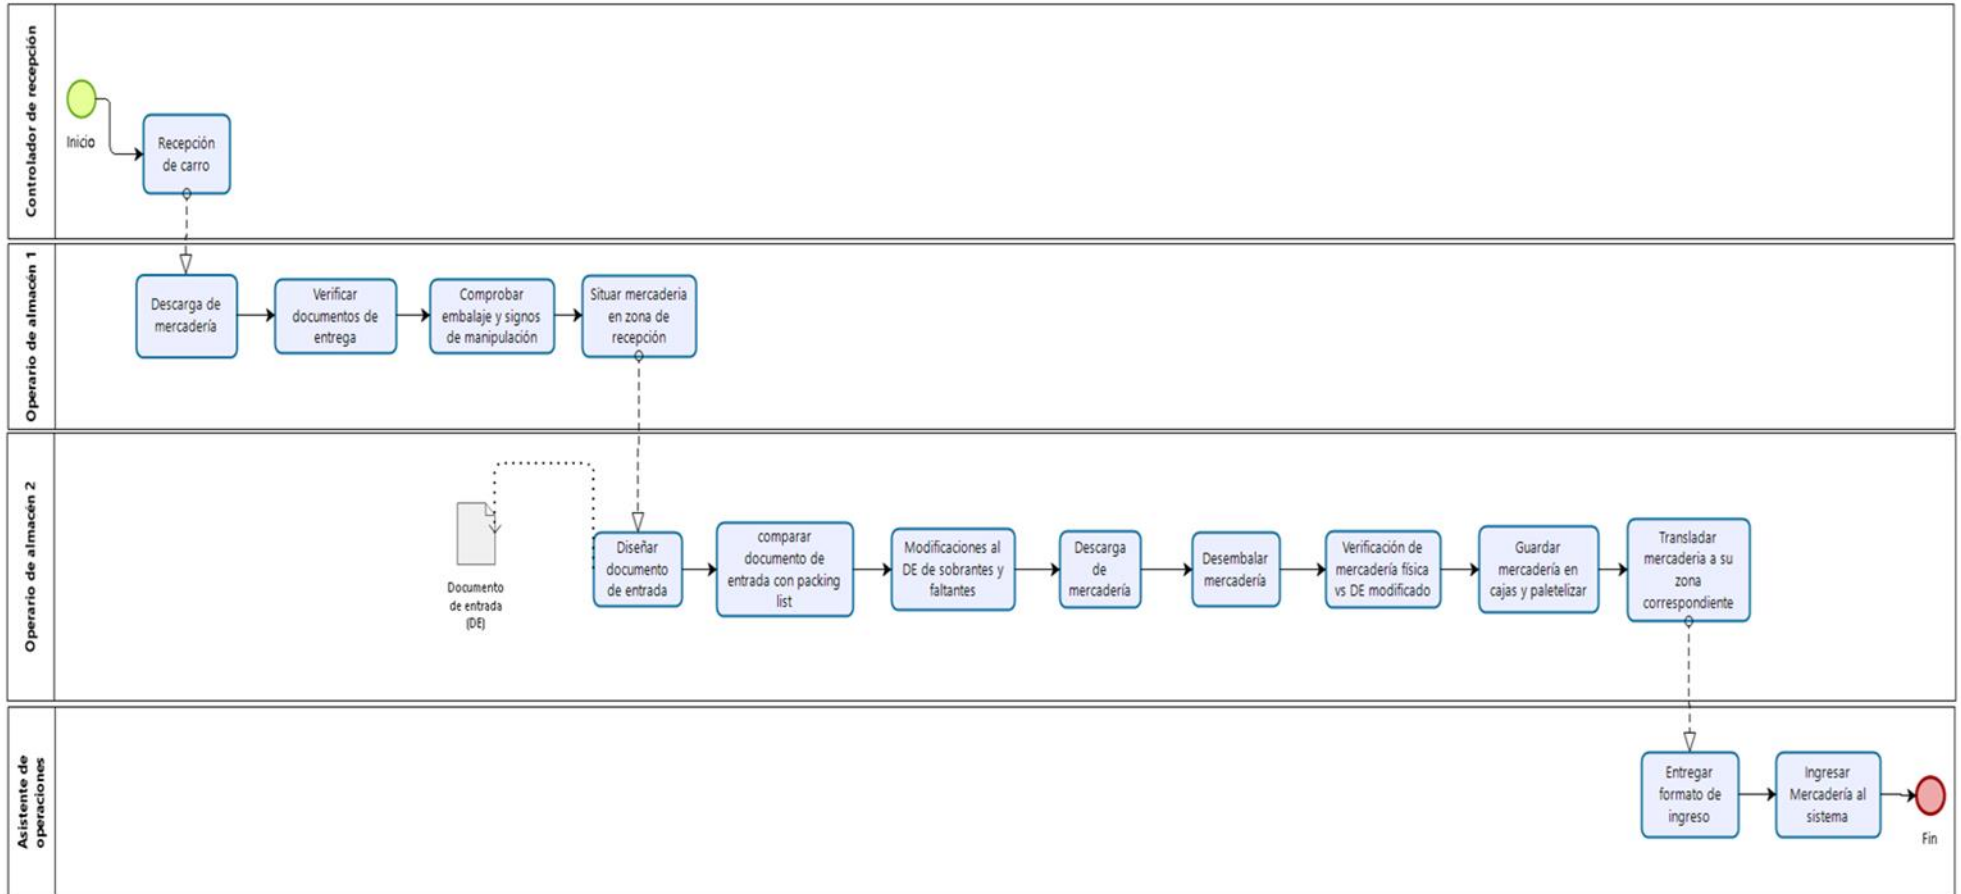 Controlador de recepción
Inicio
Recepción
de carro
Operario de almacén 1
Descarga de
mercadería
Verificar
documentos de
entrega
Comprobar
embalaje y signos
de manipulación
Situar mercaderia
en zona de
recepción
Operario de almacén 2
Documento
de entrada
(DE)
Diseñar
documento
de entrada
comparar
documento de
entrada con packing
list
Modificaciones al
DE de sobrantes y
faltantes
Descarga
de
mercadería
Desembalar
mercadería
Verificación de
mercadería física
vs DE modificado
Guardar
mercadería en
cajas y paletelizar
Transladar
mercaderia a su
zona
correspondiente
Asistente de
operaciones
Entregar
formato de
ingreso
Ingresar
Mercadería al
sistema
Fin